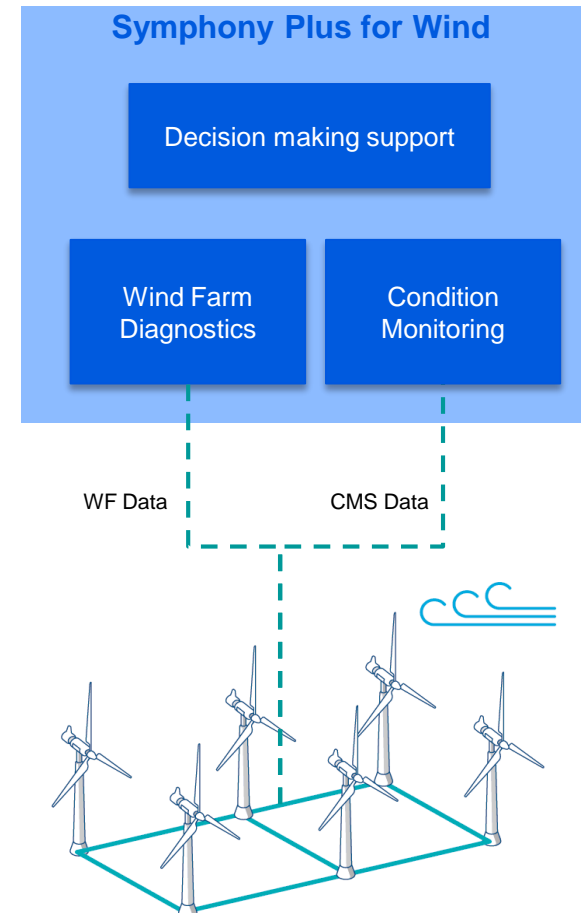 Symphony Plus for Wind
Decision making support
Wind Farm
Diagnostics
Condition
Monitoring
WF Data
CMS Data